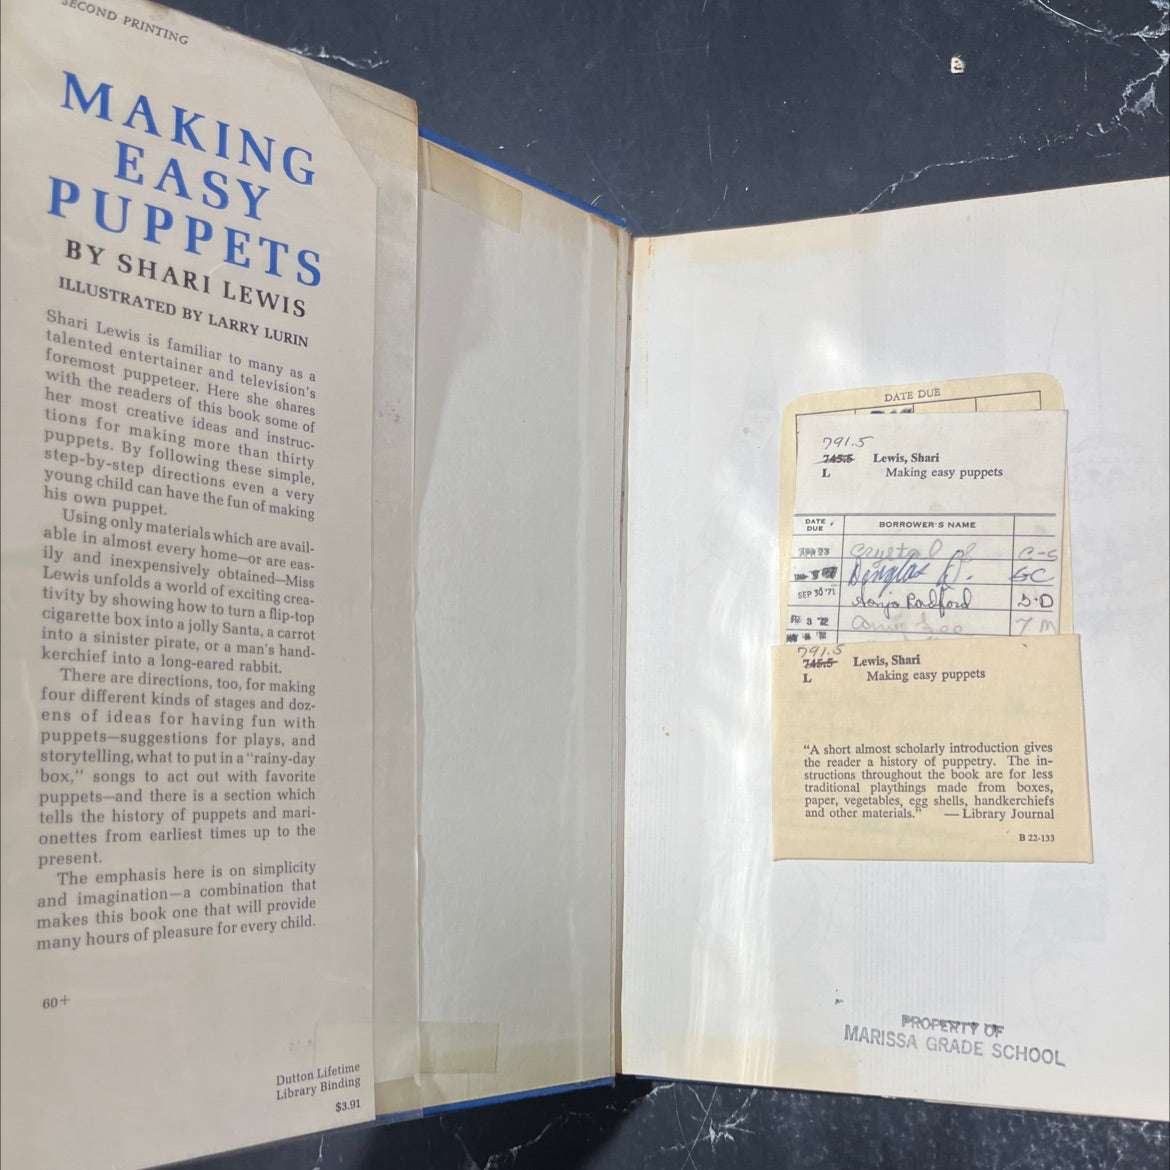 SECOND PRINTING
MAKING
EASY
PUPPETS
BY SHARI LEWIS
ILLUSTRATED BY LARRY LURIN
Shari Lewis is familiar to many as a
talented entertainer and television's
foremost puppeteer. Here she shares
with the readers of this book some of
her most creative ideas and instruc-
tions for making more than thirty
puppets. By following these simple,
step-by-step directions even a very
young child can have the fun of making
his own puppet.
Using only materials which are avail-
able in almost every home—or are eas-
ily and inexpensively obtained—Miss
Lewis unfolds a world of exciting crea-
tivity by showing how to turn a flip-top
cigarette box into a jolly Santa, a carrot
into a sinister pirate, or a man's hand-
kerchief into a long-eared rabbit.
There are directions, too, for making
four different kinds of stages and doz-
ens of ideas for having fun with
puppets—suggestions for plays, and
storytelling, what to put in a "rainy-day
box," songs to act out with favorite
puppets—and there is a section which
tells the history of puppets and mari-
onettes from earliest times up to the
present.
The emphasis here is on simplicity
and imagination—a combination that
makes this book one that will provide
many hours of pleasure for every child.
60+
Dutton Lifetime
Library Binding
$3.91
DATE DUE
791.5
745.5 Lewis, Shari
L Making easy puppets
DATE DUE BORROWER'S NAME
APR 23 Crystal
Douglas D. GC
SEP 30 '71 Sonja Radford
3 '72 7 M
791.5
745.5 Lewis, Shari
L Making easy puppets
"A short almost scholarly introduction gives
the reader a history of puppetry. The in-
structions throughout the book are for less
traditional playthings made from boxes,
paper, vegetables, egg shells, handkerchiefs
and other materials." — Library Journal
B 22-133
PROPERTY OF
MARISSA GRADE SCHOOL